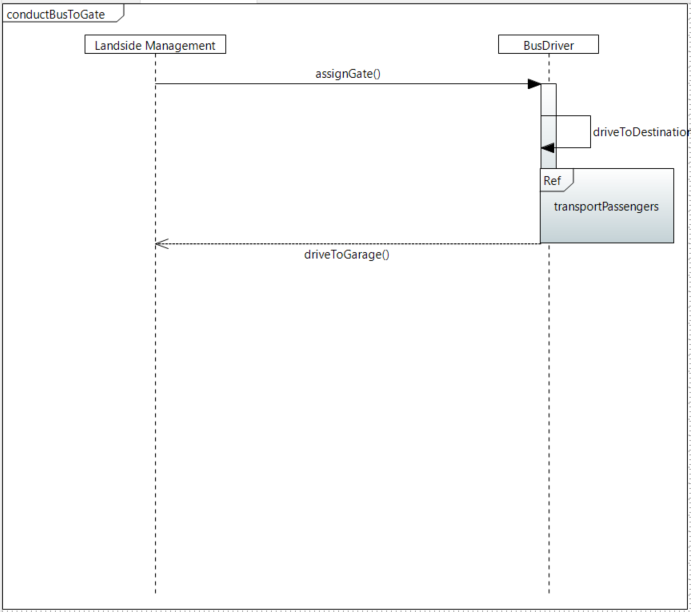 conductBusToGate
Landside Management
BusDriver
assignGate()
driveToDestination
Ref
transportPassengers
driveToGarage()